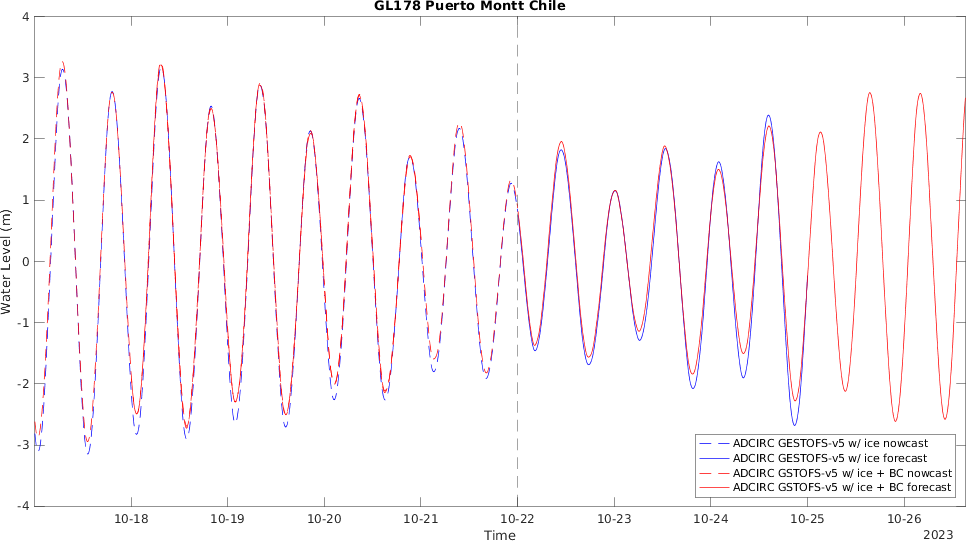 GL178 Puerto Montt Chile
4
3
2
1
0
-1
-2
-3
-4
Water Level (m)
10-18 10-19 10-20 10-21 10-22 10-23 10-24 10-25 10-26
Time
2023
ADCIRC GESTOFS-v5 w/ ice nowcast
ADCIRC GESTOFS-v5 w/ ice forecast
ADCIRC GSTOFS-v5 w/ ice + BC nowcast
ADCIRC GSTOFS-v5 w/ ice + BC forecast